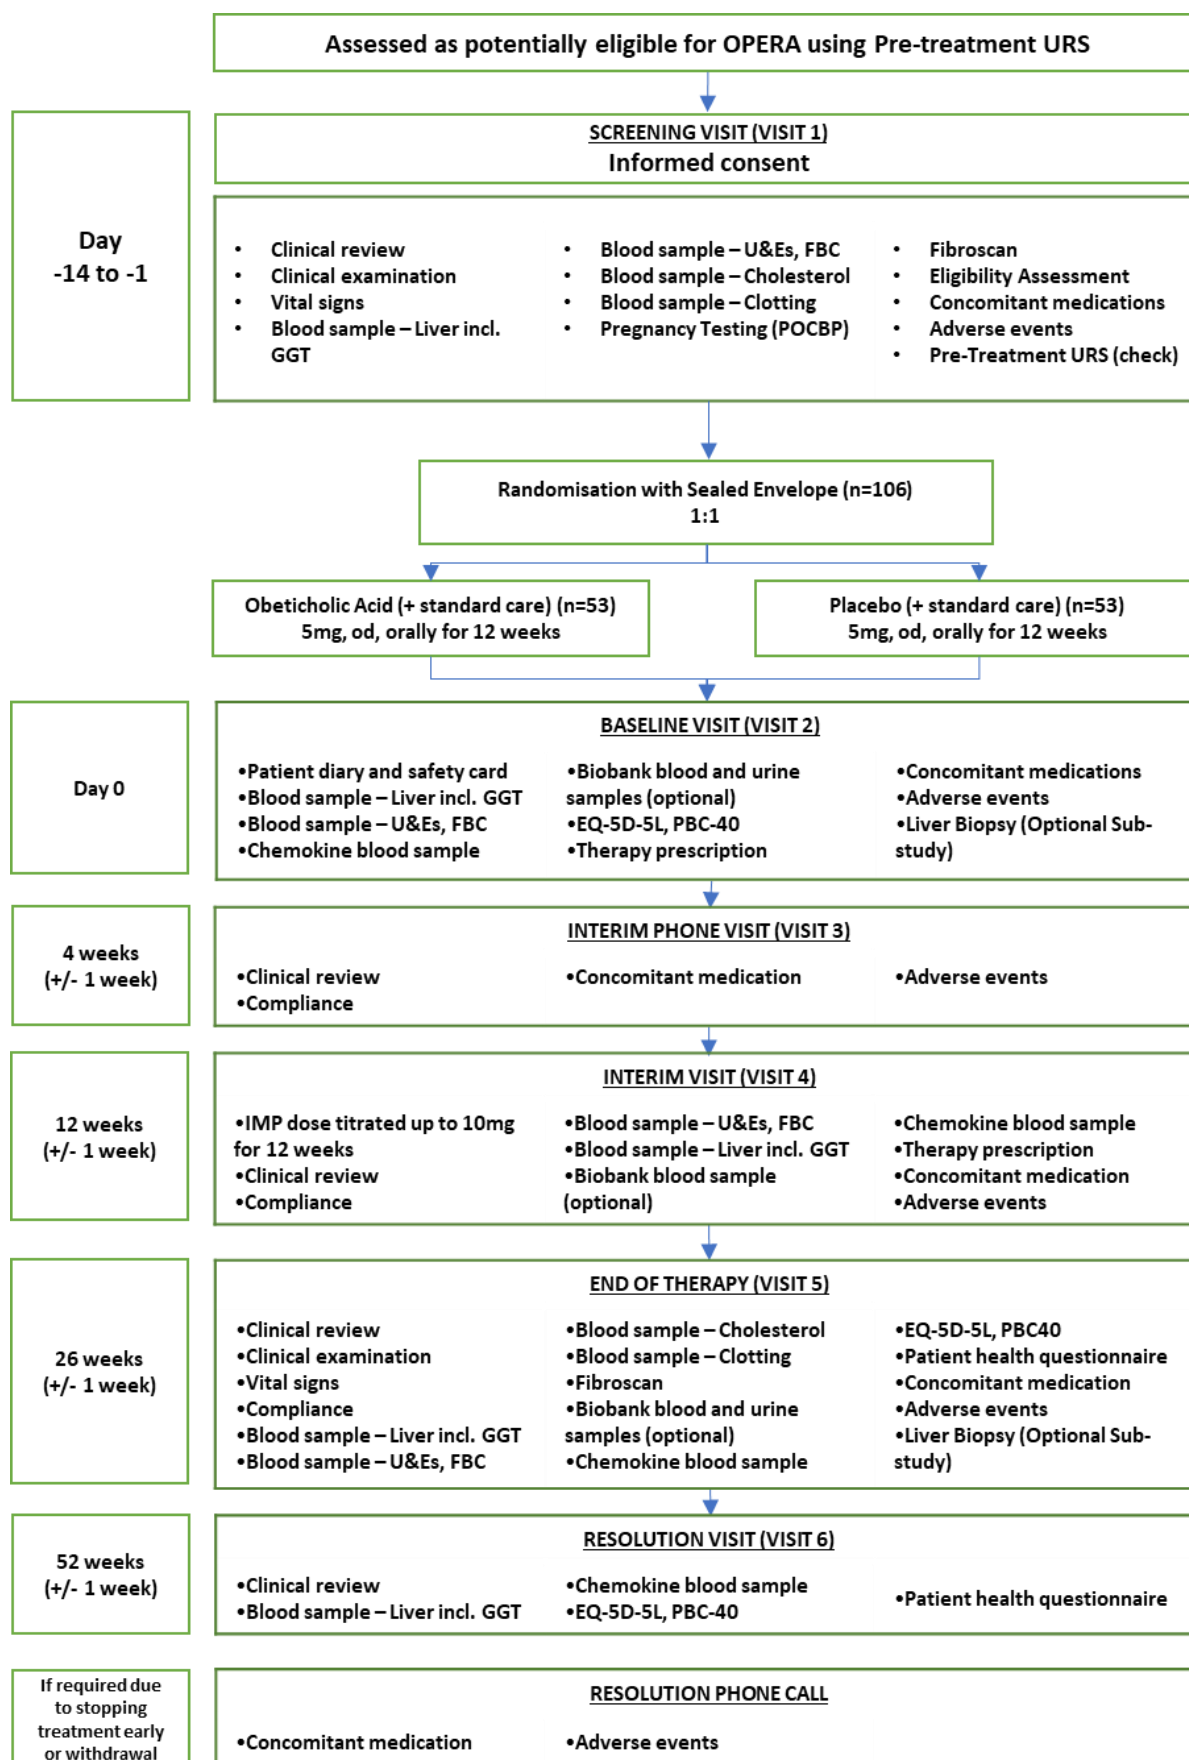 Assessed as potentially eligible for OPERA using Pre-treatment URS
Day
-14 to -1
SCREENING VISIT (VISIT 1)
Informed consent
• Clinical review
• Clinical examination
• Vital signs
• Blood sample – Liver incl.
GGT
• Blood sample – U&Es, FBC
• Blood sample – Cholesterol
• Blood sample – Clotting
• Pregnancy Testing (POCBP)
• Fibroscan
• Eligibility Assessment
• Concomitant medications
• Adverse events
• Pre-Treatment URS (check)
Randomisation with Sealed Envelope (n=106)
1:1
Obeticholic Acid (+ standard care) (n=53)
5mg, od, orally for 12 weeks
Placebo (+ standard care) (n=53)
5mg, od, orally for 12 weeks
Day 0
BASELINE VISIT (VISIT 2)
•Patient diary and safety card
•Blood sample – Liver incl. GGT
•Blood sample – U&Es, FBC
•Chemokine blood sample
•Biobank blood and urine
samples (optional)
•EQ-5D-5L, PBC-40
•Therapy prescription
•Concomitant medications
•Adverse events
•Liver Biopsy (Optional Sub-
study)
4 weeks
(+/- 1 week)
INTERIM PHONE VISIT (VISIT 3)
•Clinical review
•Compliance
•Concomitant medication
•Adverse events
12 weeks
(+/- 1 week)
INTERIM VISIT (VISIT 4)
•IMP dose titrated up to 10mg
for 12 weeks
•Clinical review
•Compliance
•Blood sample – U&Es, FBC
•Blood sample – Liver incl. GGT
•Biobank blood sample
(optional)
•Chemokine blood sample
•Therapy prescription
•Concomitant medication
•Adverse events
26 weeks
(+/- 1 week)
END OF THERAPY (VISIT 5)
•Clinical review
•Clinical examination
•Vital signs
•Compliance
•Blood sample – Liver incl. GGT
•Blood sample – U&Es, FBC
•Blood sample – Cholesterol
•Blood sample – Clotting
•Fibroscan
•Biobank blood and urine
samples (optional)
•Chemokine blood sample
•EQ-5D-5L, PBC40
•Patient health questionnaire
•Concomitant medication
•Adverse events
•Liver Biopsy (Optional Sub-
study)
52 weeks
(+/- 1 week)
RESOLUTION VISIT (VISIT 6)
•Clinical review
•Blood sample – Liver incl. GGT
•Chemokine blood sample
•EQ-5D-5L, PBC-40
•Patient health questionnaire
If required due
to stopping
treatment early
or withdrawal
RESOLUTION PHONE CALL
•Concomitant medication
•Adverse events